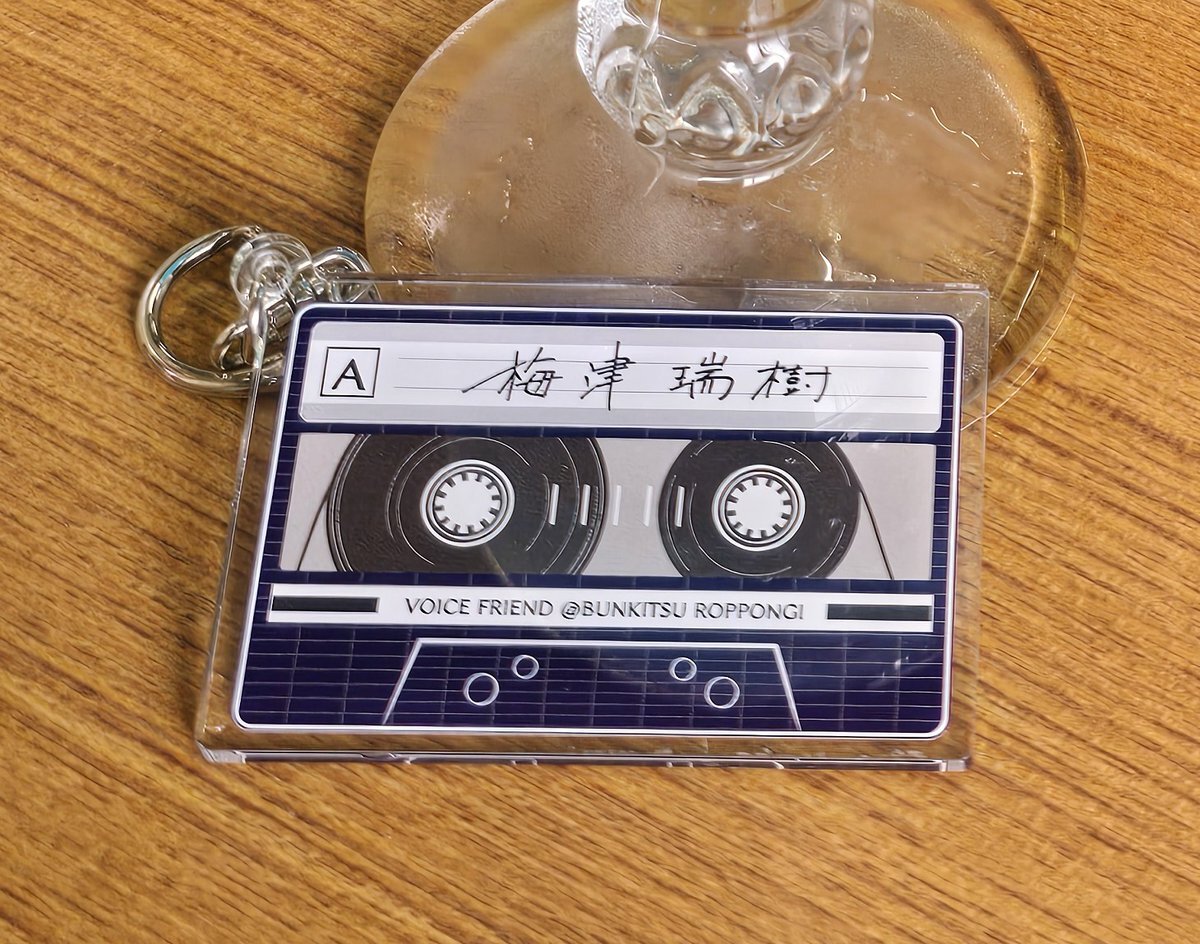 A
梅津 瑞樹
VOICE FRIEND @BUNKITSU ROPPONGI